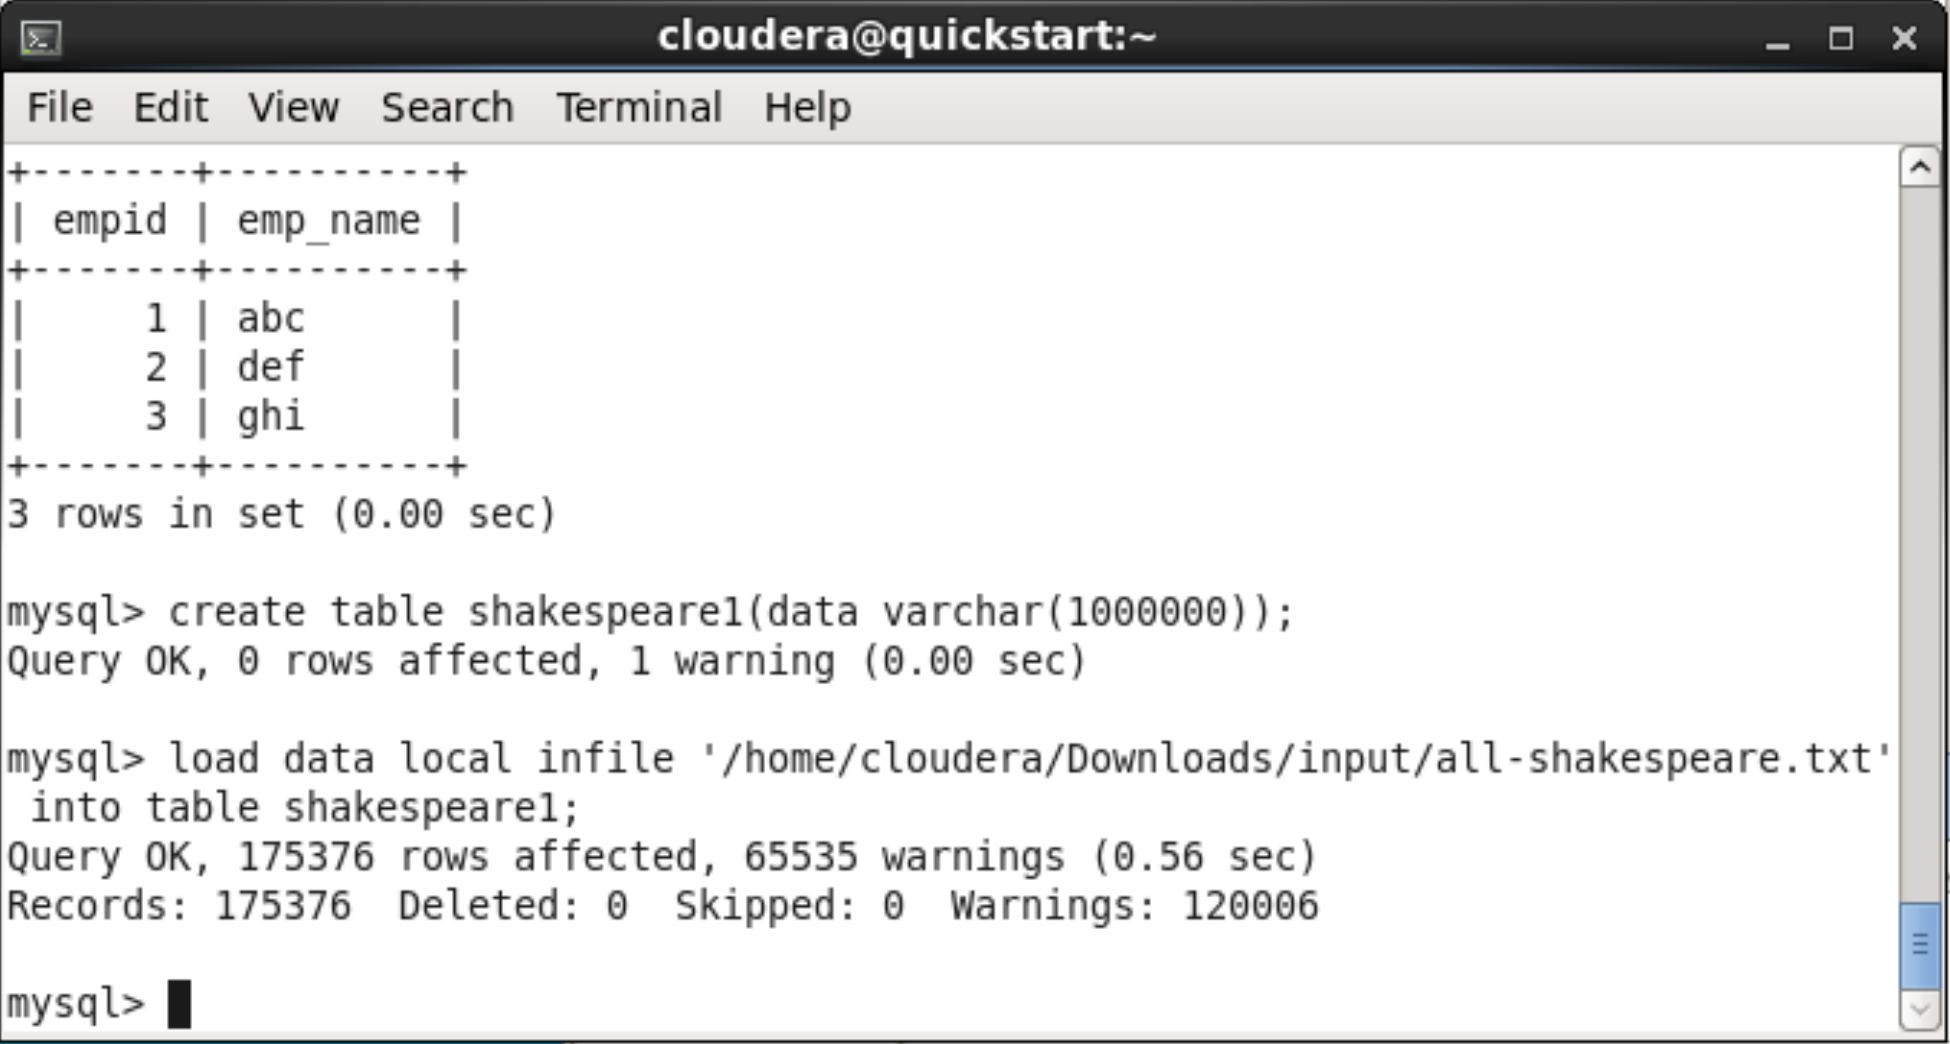 cloudera@quickstart:~
File Edit View Search Terminal Help
+-------+----------+
| empid | emp_name |
+-------+----------+
|     1 | abc      |
|     2 | def      |
|     3 | ghi      |
+-------+----------+
3 rows in set (0.00 sec)

mysql> create table shakespeare1(data varchar(1000000));
Query OK, 0 rows affected, 1 warning (0.00 sec)

mysql> load data local infile '/home/cloudera/Downloads/input/all-shakespeare.txt'
 into table shakespeare1;
Query OK, 175376 rows affected, 65535 warnings (0.56 sec)
Records: 175376  Deleted: 0  Skipped: 0  Warnings: 120006

mysql>